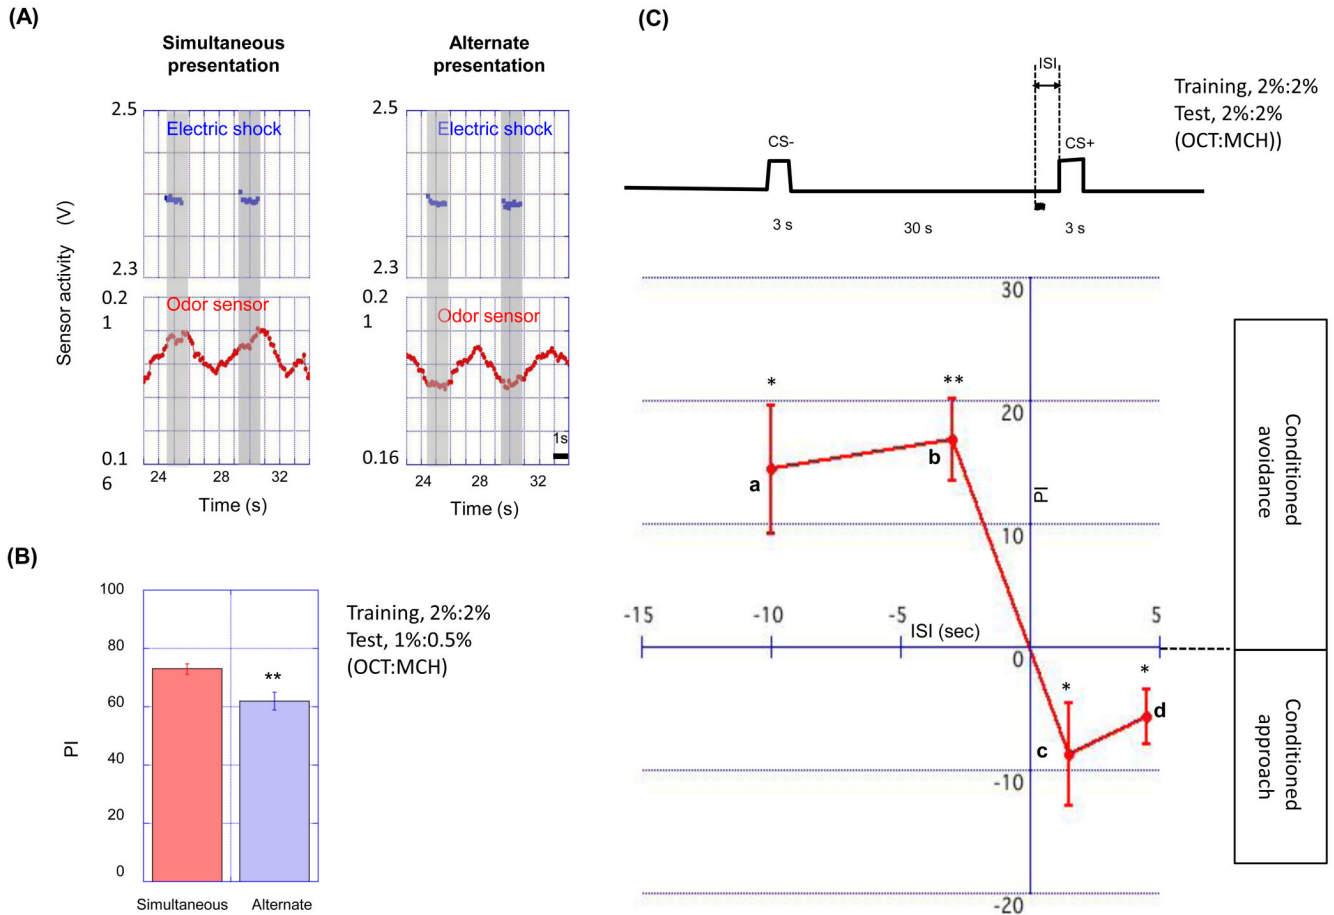 (A)
Simultaneous
presentation
Alternate
presentation
2.5
Electric shock
2.3
0.2
1
Odor sensor
0.1
6
24
28
32
Time (s)
Sensor activity (V)
2.5
Electric shock
2.3
0.21
Odor sensor
1s
0.16
24
28
32
Time (s)
(B)
100
80
60
40
20
0
PI
**
Simultaneous
Alternate
Training, 2%:2%
Test, 1%:0.5%
(OCT:MCH)
(C)
ISI
CS-
CS+
3 s
30 s
3 s
Training, 2%:2%
Test, 2%:2%
(OCT:MCH))
30
*
**
20
a
b
PI
10
-15
-10
-5
ISI (sec)
0
5
*
*
c
d
-10
-20
Conditioned
avoidance
Conditioned
approach